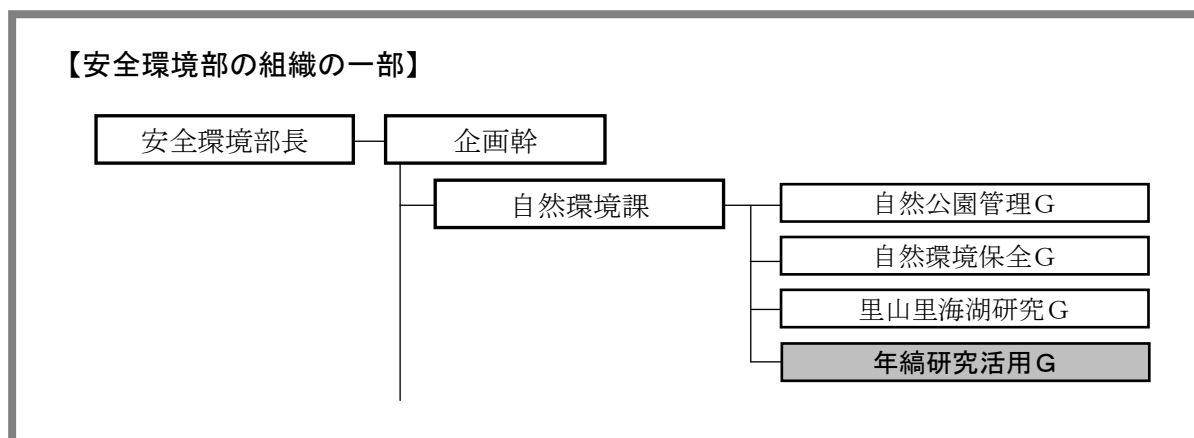 【安全環境部の組織の一部】
安全環境部長
企画幹
自然環境課
自然公園管理G
自然環境保全G
里山里海湖研究G
年縞研究活用G